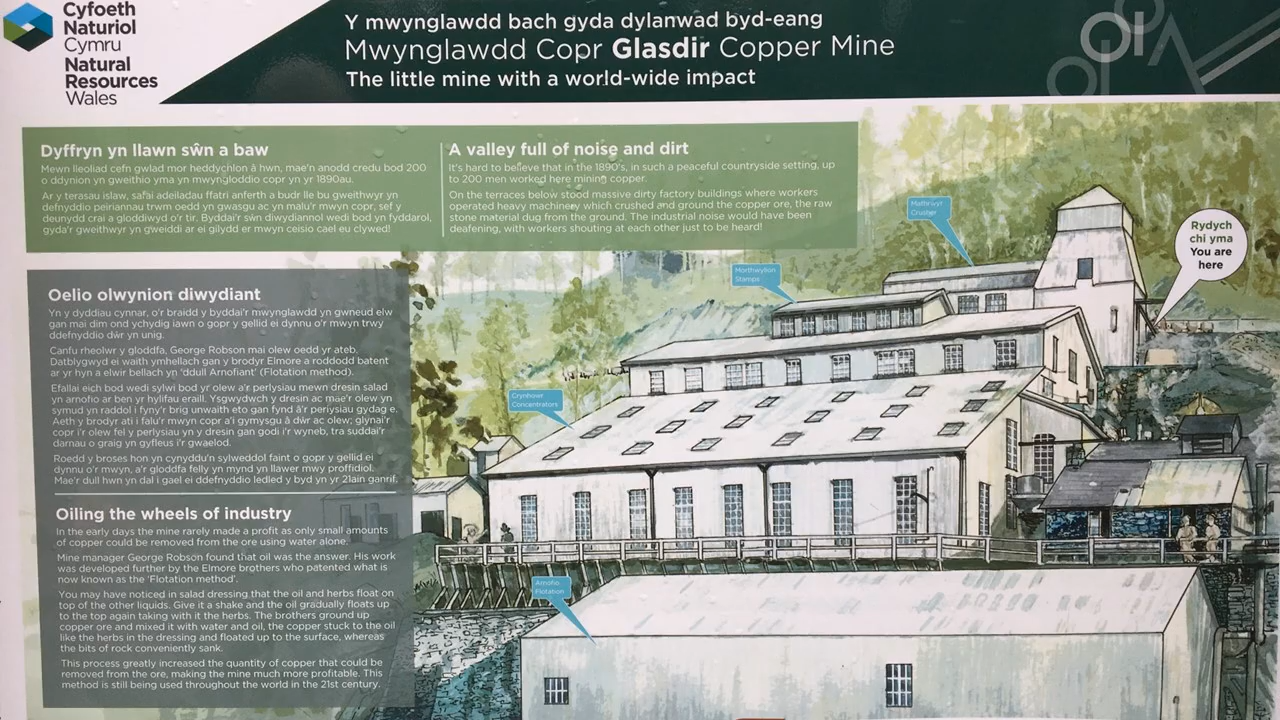 Cyfoeth
Naturiol
Cymru
Natural
Resources
Wales
Y mwynglawdd bach gyda dylanwad byd-eang
Mwynglawdd Copr Glasdir Copper Mine
The little mine with a world-wide impact
Dyffryn yn llawn sŵn a baw
Mewn lleoliad cefn gwlad mor heddychlon â hwn, mae'n anodd credu bod 200
o ddynion yn gweithio yma yn mwyngloddio copr yn yr 1890au.
Ar y terasau islaw, safai adeiladau ffatri anferth a budr lle bu gweithwyr yn
defnyddio peiriannau trwm oedd yn gwasgu ac yn malu'r mwyn copr, sef y
deunydd crai a gloddiwyd o'r tir. Byddai'r sŵn diwydiannol wedi bod yn fyddarol,
gyda'r gweithwyr yn gweiddi ar ei gilydd er mwyn ceisio cael eu clywed!
A valley full of noise and dirt
It's hard to believe that in the 1890's, in such a peaceful countryside setting, up
to 200 men worked here mining copper.
On the terraces below stood massive dirty factory buildings where workers
operated heavy machinery which crushed and ground the copper ore, the raw
stone material dug from the ground. The industrial noise would have been
deafening, with workers shouting at each other just to be heard!
Oelio olwynion diwydiant
Yn y dyddiau cynnar, o'r braidd y byddai'r mwynglawdd yn gwneud elw
gan mai dim ond ychydig iawn o gopr y gellid ei dynnu o'r mwyn trwy
ddefnyddio dŵr yn unig.
Canfu rheolwr y gloddfa, George Robson mai olew oedd yr ateb.
Datblygwyd ei waith ymhellach gan y brodyr Elmore a roddodd batent
ar yr hyn a elwir bellach yn 'ddull Arnofiant' (Flotation method).
Efallai eich bod wedi sylwi bod yr olew a'r perlysiau mewn dresin salad
yn arnofio ar ben yr hylifau eraill. Ysgwydwch y dresin ac mae'r olew yn
symud yn raddol i fyny'r brig unwaith eto gan fynd â'r perlysiau gydag e.
Aeth y brodyr ati i falu'r mwyn copr a'i gymysgu â dŵr ac olew; glynai'r
copr i'r olew fel y perlysiau yn y dresin gan godi i'r wyneb, tra suddai'r
darnau o graig yn gyfleus i'r gwaelod.
Roedd y broses hon yn cynyddu'n sylweddol faint o gopr y gellid ei
dynnu o'r mwyn, a'r gloddfa felly yn mynd yn llawer mwy proffidiol.
Mae'r dull hwn yn dal i gael ei ddefnyddio ledled y byd yn yr 21ain ganrif.
Oiling the wheels of industry
In the early days the mine rarely made a profit as only small amounts
of copper could be removed from the ore using water alone.
Mine manager George Robson found that oil was the answer. His work
was developed further by the Elmore brothers who patented what is
now known as the 'Flotation method'.
You may have noticed in salad dressing that the oil and herbs float on
top of the other liquids. Give it a shake and the oil gradually floats up
to the top again taking with it the herbs. The brothers ground up
copper ore and mixed it with water and oil, the copper stuck to the oil
like the herbs in the dressing and floated up to the surface, whereas
the bits of rock conveniently sank.
This process greatly increased the quantity of copper that could be
removed from the ore, making the mine much more profitable. This
method is still being used throughout the world in the 21st century.
Mathrwyr
Crusher
Morthwylion
Stamps
Crynhowr
Concentrators
Arnofio
Flotation
Rydych
chi yma
You are
here